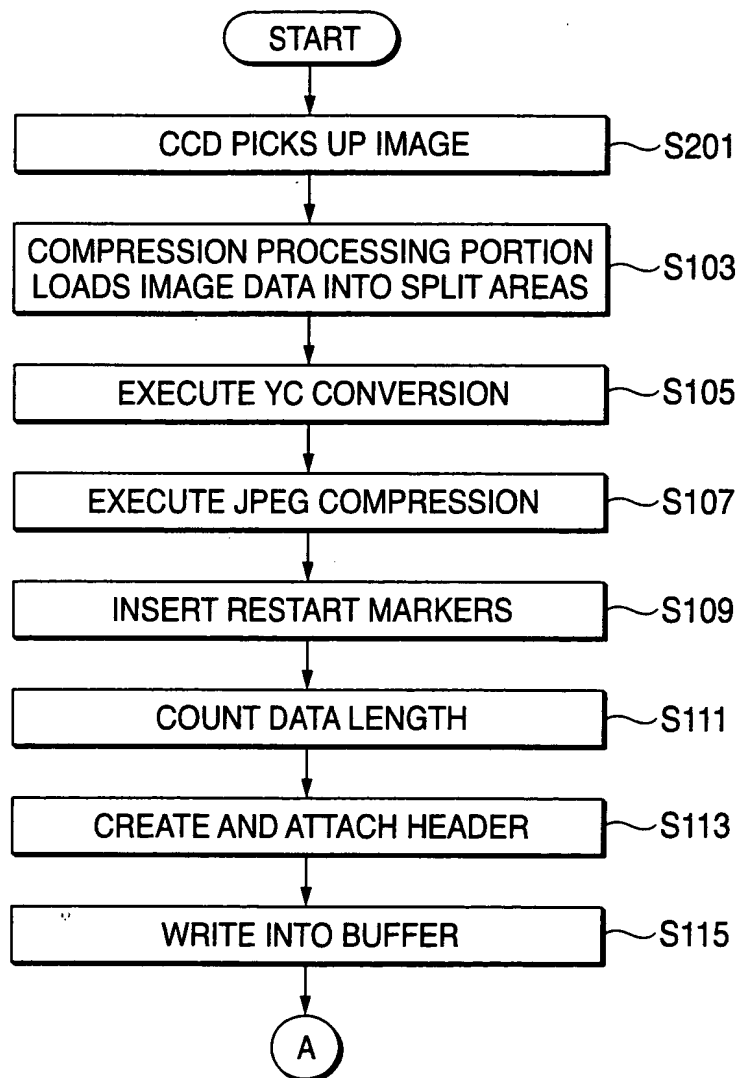 START
CCD PICKS UP IMAGE
S201
COMPRESSION PROCESSING PORTION
LOADS IMAGE DATA INTO SPLIT AREAS
S103
EXECUTE YC CONVERSION
S105
EXECUTE JPEG COMPRESSION
S107
INSERT RESTART MARKERS
S109
COUNT DATA LENGTH
S111
CREATE AND ATTACH HEADER
S113
WRITE INTO BUFFER
S115
A